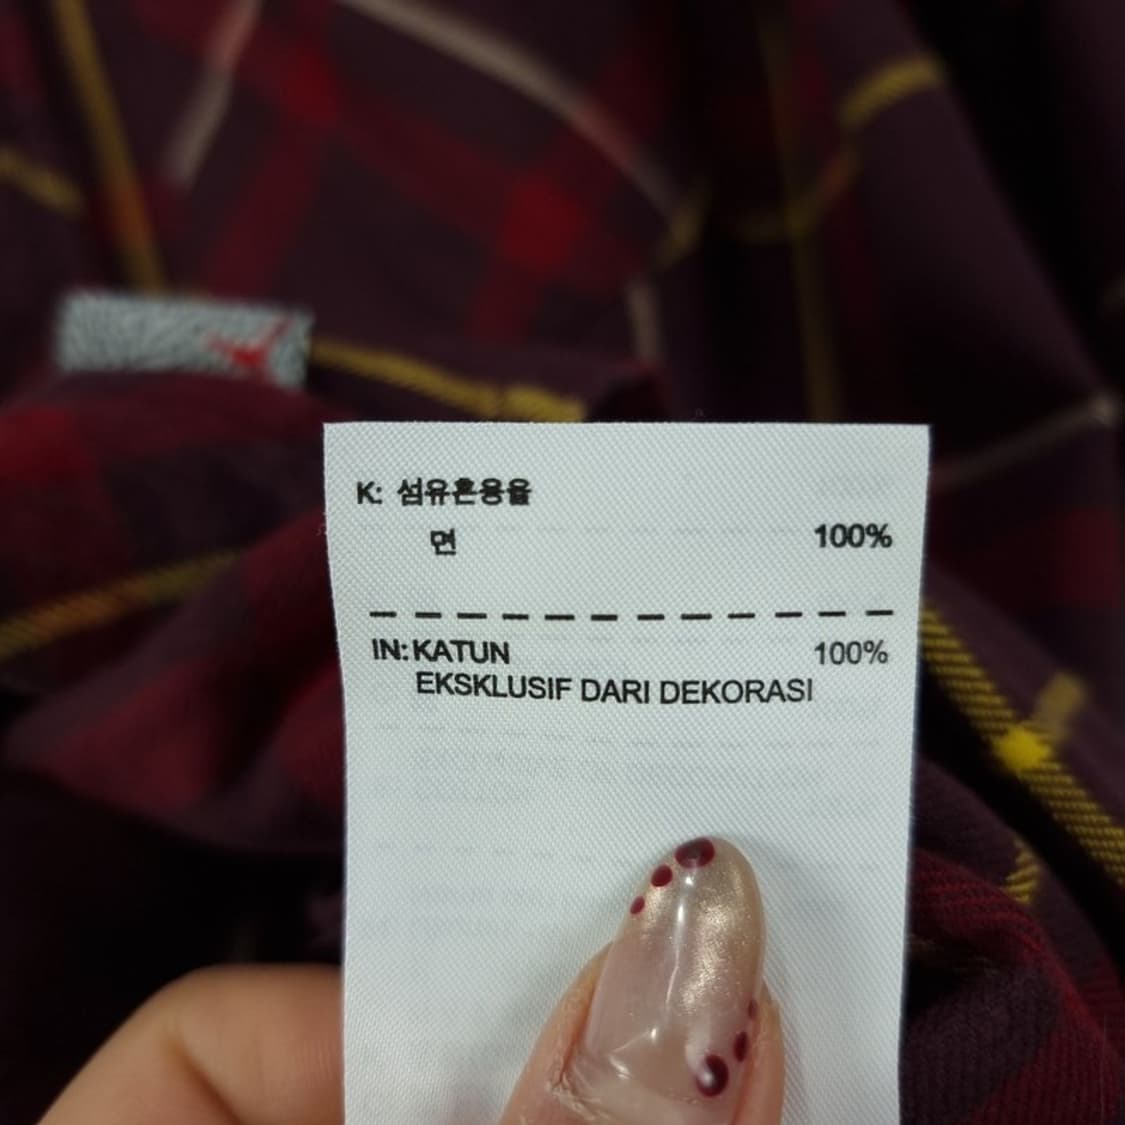 K: 섬유혼용율
면 100%
IN: KATUN 100%
EKSKLUSIF DARI DEKORASI